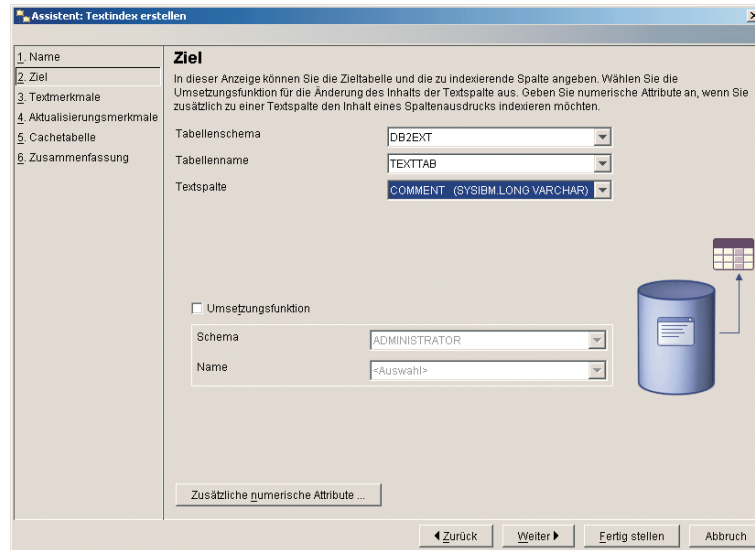 Assistent: Textindex erstellen
1. Name
2. Ziel
3. Textmerkmale
4. Aktualisierungsmerkmale
5. Cachetabelle
6. Zusammenfassung
Ziel
In dieser Anzeige können Sie die Zieltabelle und die zu indexierende Spalte angeben. Wählen Sie die
Umsetzungsfunktion für die Änderung des Inhalts der Textspalte aus. Geben Sie numerische Attribute an, wenn Sie
zusätzlich zu einer Textspalte den Inhalt eines Spaltenausdrucks indexieren möchten.
Tabellenschema DB2EXT
Tabellenname TEXTTAB
Textspalte COMMENT (SYSIBM.LONG VARCHAR)
Umsetzungsfunktion
Schema ADMINISTRATOR
Name <Auswahl>
Zusätzliche numerische Attribute ...
Zurück Weiter Fertig stellen Abbruch